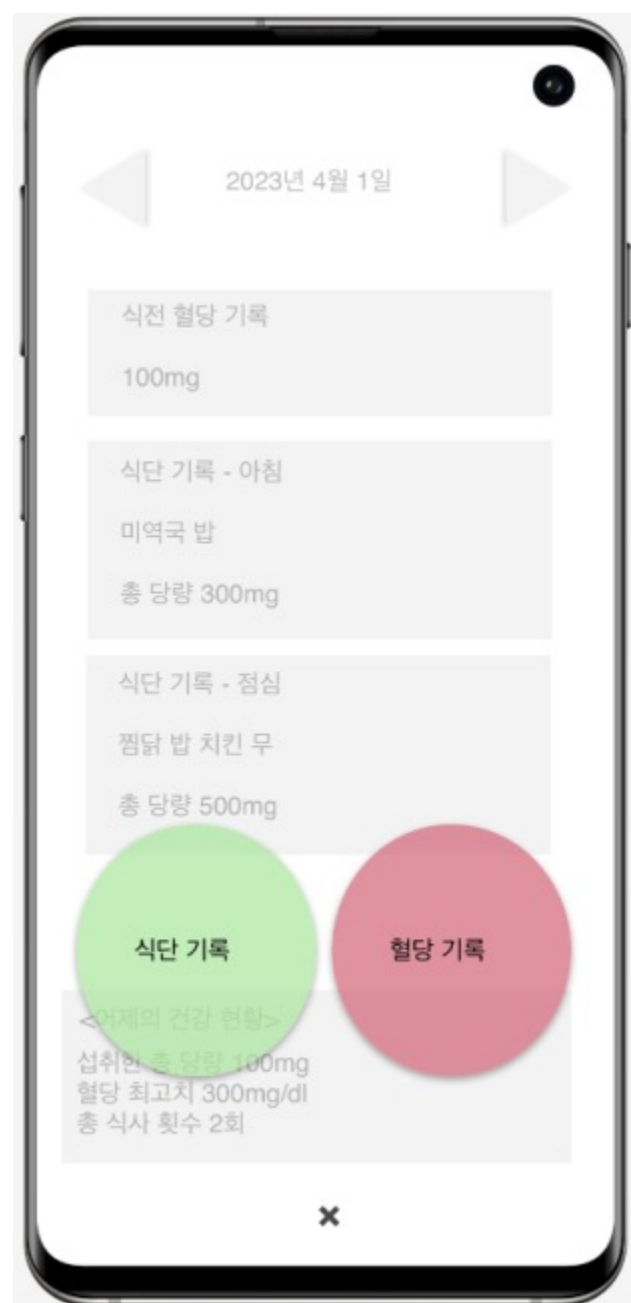 2023년 4월 1일
식전 혈당 기록
100mg
식단 기록 - 아침
미역국 밥
총 당량 300mg
식단 기록 - 점심
찜닭 밥 치킨 무
총 당량 500mg
식단 기록
혈당 기록
<어제의 건강 현황>
섭취한 총 당량 100mg
혈당 최고치 300mg/dl
총 식사 횟수 2회